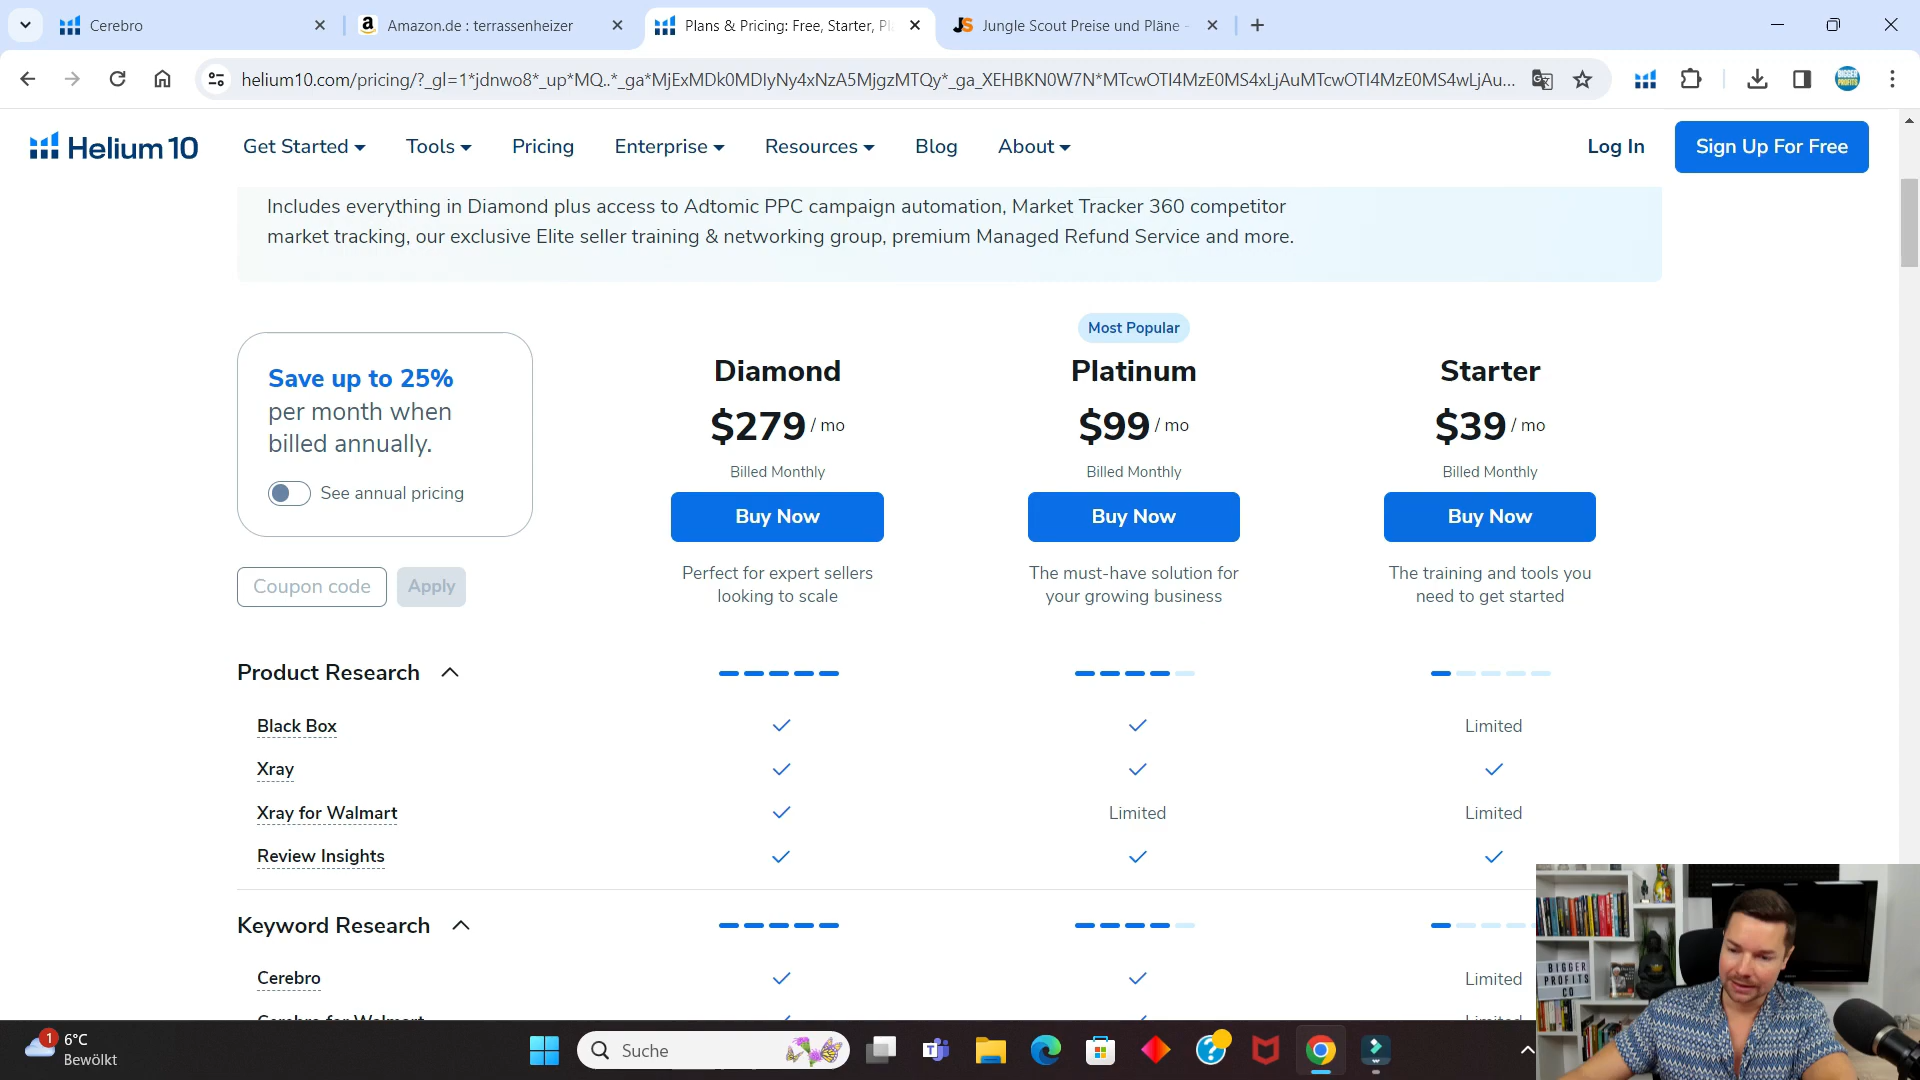 Cerebro
Amazon.de : terrassenheizer
Plans & Pricing: Free, Starter, Pl
Jungle Scout Preise und Pläne -
helium10.com/pricing/?_gl=1*jdnwo8*_up*MQ..*_ga*MjExMDk0MDIyNy4xNzA5MjgzMTQy*_ga_XEHBKN0W7N*MTcwOTI4MzE0MS4xLjAuMTcwOTI4MzE0MS4wLjAu...
Helium 10
Get Started
Tools
Pricing
Enterprise
Resources
Blog
About
Log In
Sign Up For Free
Includes everything in Diamond plus access to Adtomic PPC campaign automation, Market Tracker 360 competitor
market tracking, our exclusive Elite seller training & networking group, premium Managed Refund Service and more.
Save up to 25%
per month when
billed annually.
See annual pricing
Coupon code
Apply
Diamond
$279 / mo
Billed Monthly
Buy Now
Perfect for expert sellers
looking to scale
Most Popular
Platinum
$99 / mo
Billed Monthly
Buy Now
The must-have solution for
your growing business
Starter
$39 / mo
Billed Monthly
Buy Now
The training and tools you
need to get started
Product Research
Black Box
Limited
Xray
Xray for Walmart
Limited
Limited
Review Insights
Keyword Research
Cerebro
Limited
Cerebro for Walmart
Limited
BIGGER
PROFITS
CO
1
6°C
Bewölkt
Suche